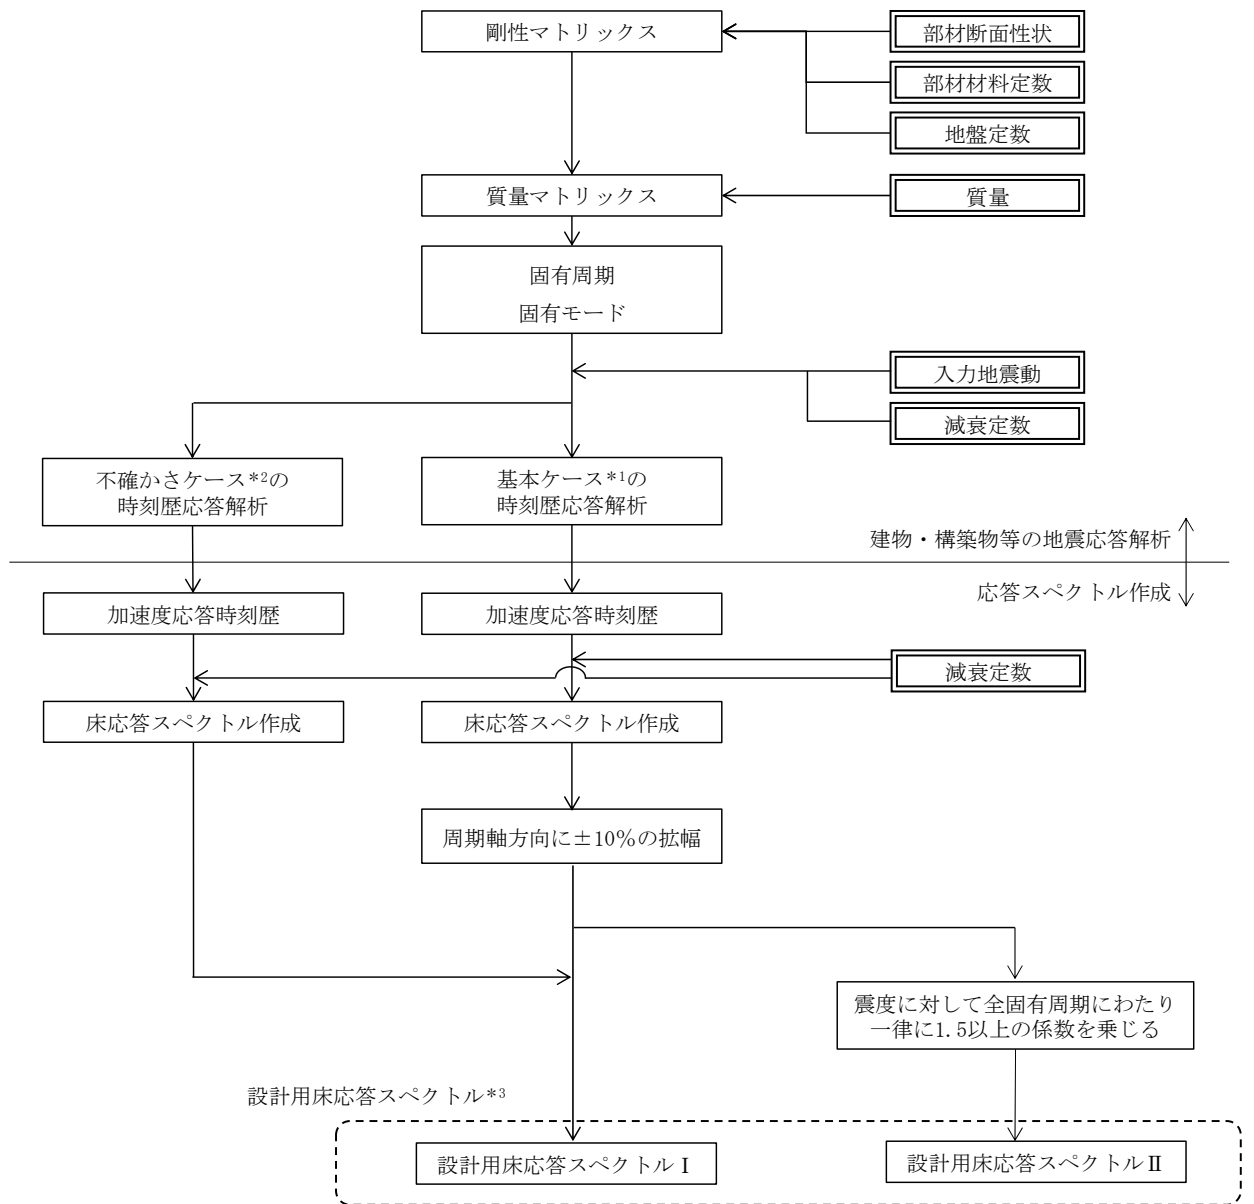 剛性マトリックス
部材断面性状
部材材料定数
地盤定数
質量マトリックス
質量
固有周期
固有モード
入力地震動
減衰定数
不確かさケース*2の
時刻歴応答解析
基本ケース*1の
時刻歴応答解析
建物・構築物等の地震応答解析
応答スペクトル作成
加速度応答時刻歴
加速度応答時刻歴
減衰定数
床応答スペクトル作成
床応答スペクトル作成
周期軸方向に±10%の拡幅
震度に対して全固有周期にわたり
一律に1.5以上の係数を乗じる
設計用床応答スペクトル*3
設計用床応答スペクトルⅠ
設計用床応答スペクトルⅡ